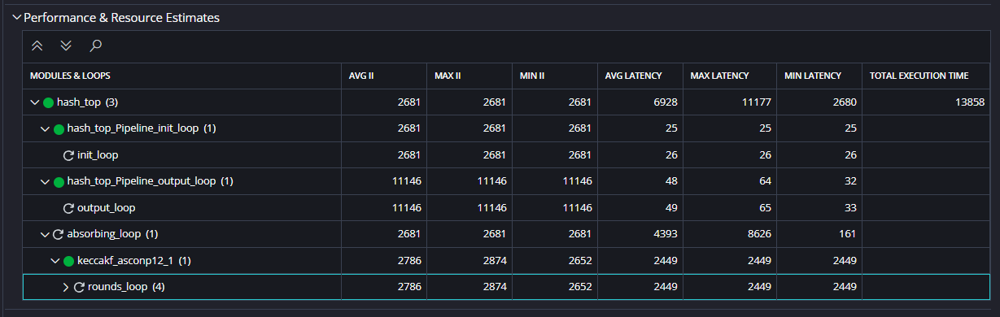 Performance & Resource Estimates
MODULES & LOOPS AVG II MAX II MIN II AVG LATENCY MAX LATENCY MIN LATENCY TOTAL EXECUTION TIME
hash_top (3) 2681 2681 2681 6928 11177 2680 13858
hash_top_Pipeline_init_loop (1) 2681 2681 2681 25 25 25
init_loop 2681 2681 2681 26 26 26
hash_top_Pipeline_output_loop (1) 11146 11146 11146 48 64 32
output_loop 11146 11146 11146 49 65 33
absorbing_loop (1) 2681 2681 2681 4393 8626 161
keccakf_asconp12_1 (1) 2786 2874 2652 2449 2449 2449
rounds_loop (4) 2786 2874 2652 2449 2449 2449